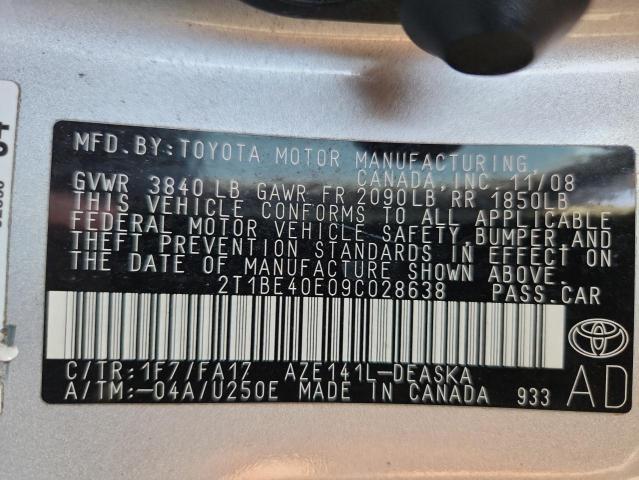 MFD. BY: TOYOTA MOTOR MANUFACTURING
CANADA, INC. 11/08
GVWR 3840 LB GAWR FR 2090LB, RR 1850LB
THIS VEHICLE CONFORMS TO ALL APPLICABLE
FEDERAL MOTOR VEHICLE SAFETY, BUMPER, AND
THEFT PREVENTION STANDARDS IN EFFECT ON
THE DATE OF MANUFACTURE SHOWN ABOVE.
2T1BE40E09C028638 PASS.CAR
C/TR:1F7/FA17 AZE141L-DEASKA
A/TM:-04A/U250E MADE IN CANADA 933
AD